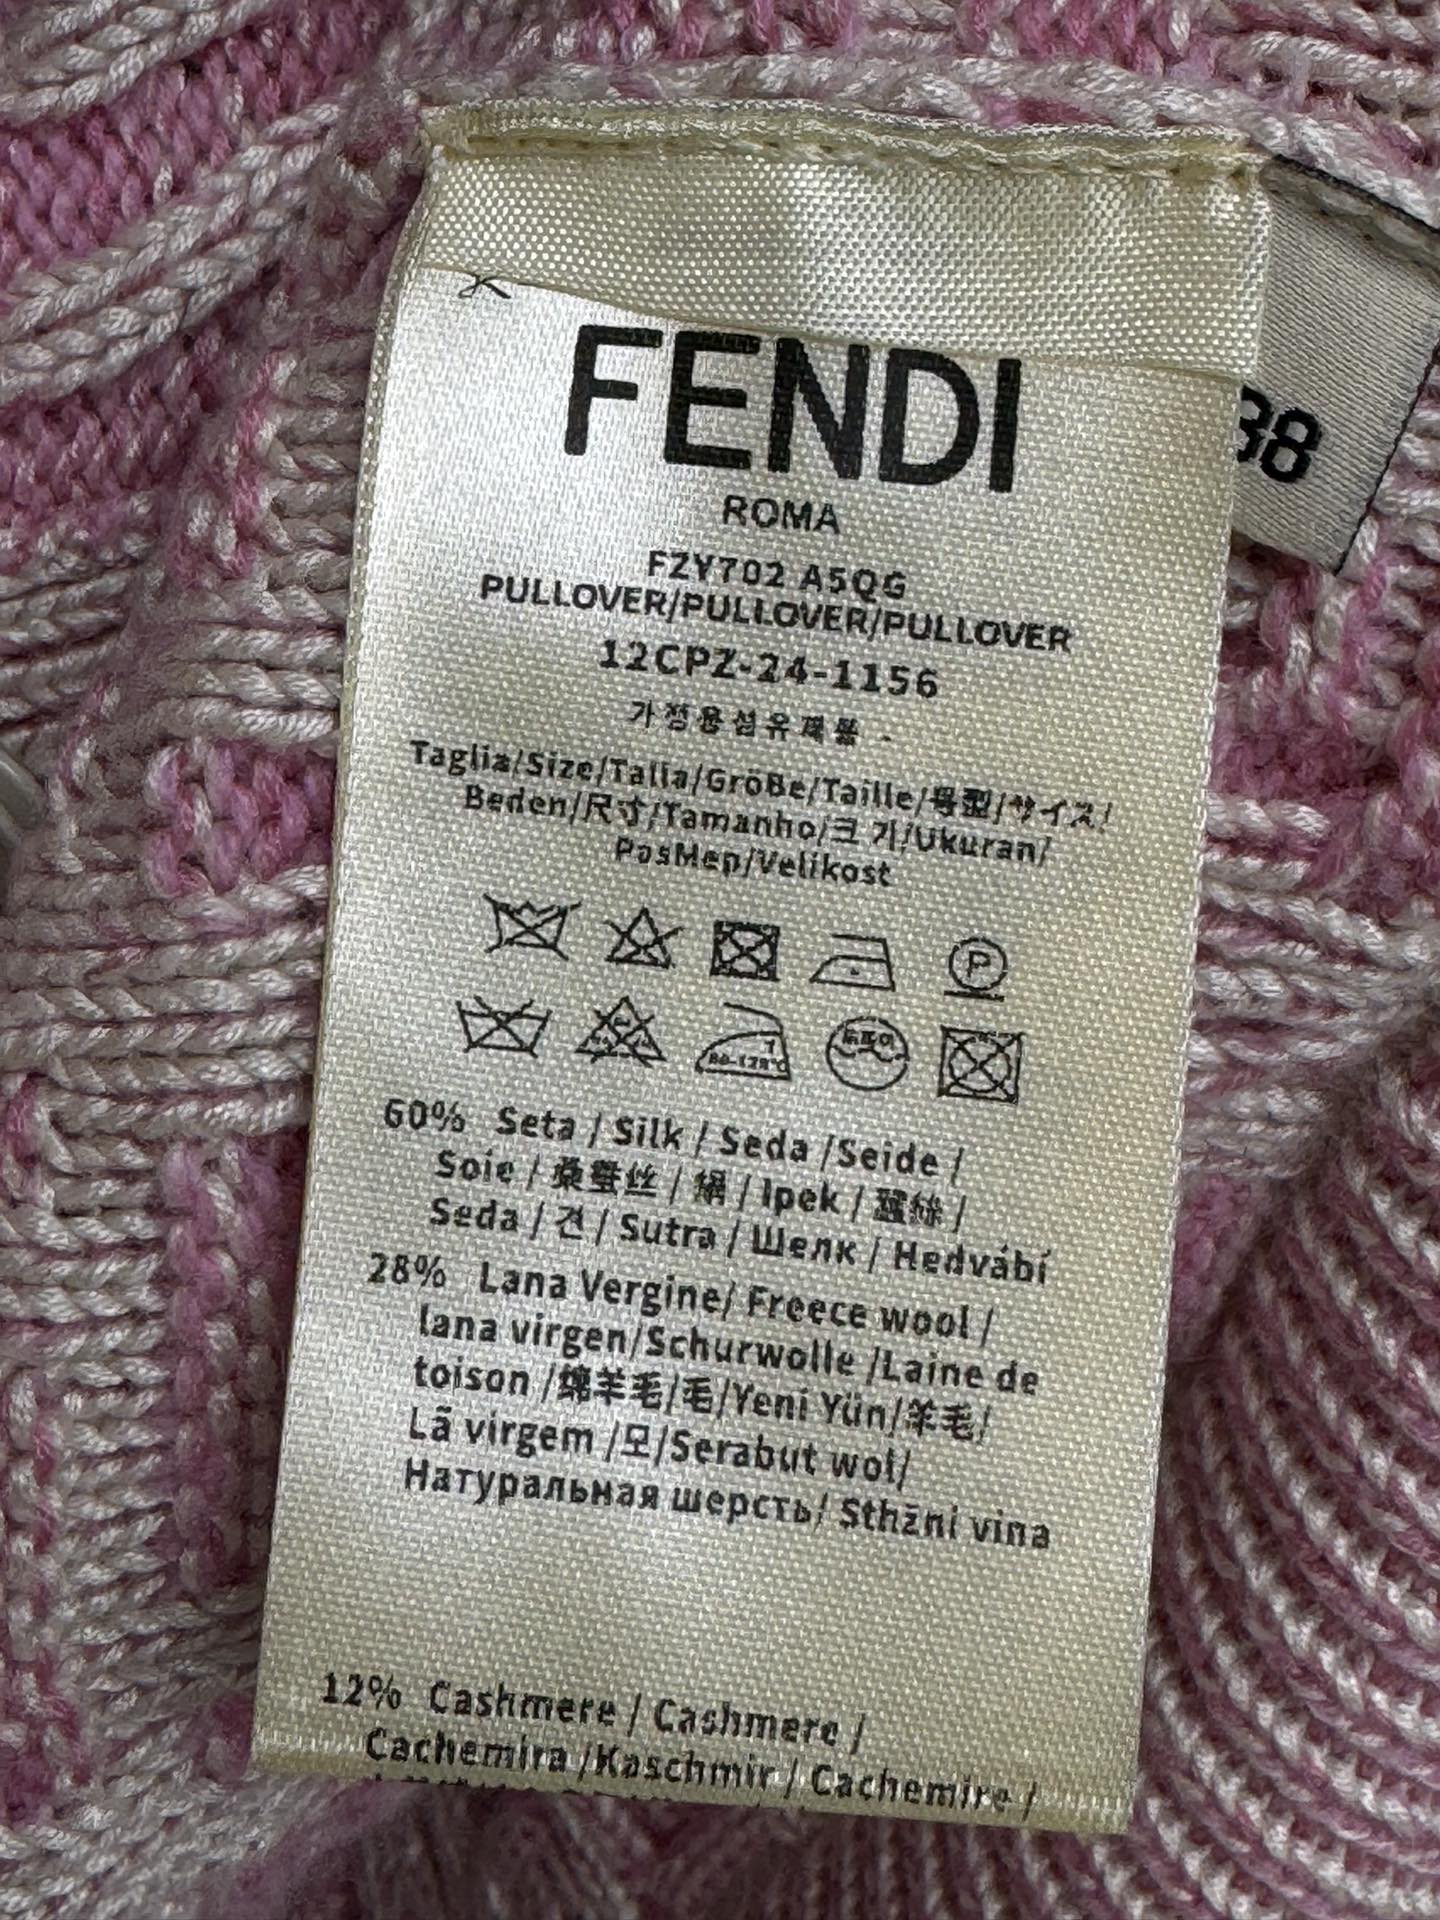 FENDI
ROMA
38
FZY702 A5QG
PULLOVER/PULLOVER/PULLOVER
12CPZ-24-1156
가정용섬유제품 -
Taglia/Size/Talla/GröBe/Taille/号型/サイズ/
Beden/尺寸/Tamanho/크 기/Ukuran/
PasMep/Velikost
P
60% Seta / Silk / Seda /Seide /
Soie / 桑蚕丝 / 絹 / Ipek / 蠶絲 /
Seda / 견 / Sutra / Шелк / Hedvábí
28% Lana Vergine/ Freece wool /
lana virgen/Schurwolle /Laine de
toison /绵羊毛/毛/Yeni Yün/羊毛/
Lã virgem /모/Serabut wol/
Натуральная шерсть/ Sthžni vina
12% Cashmere / Cashmere /
Cachemira /Kaschmir / Cachemire /